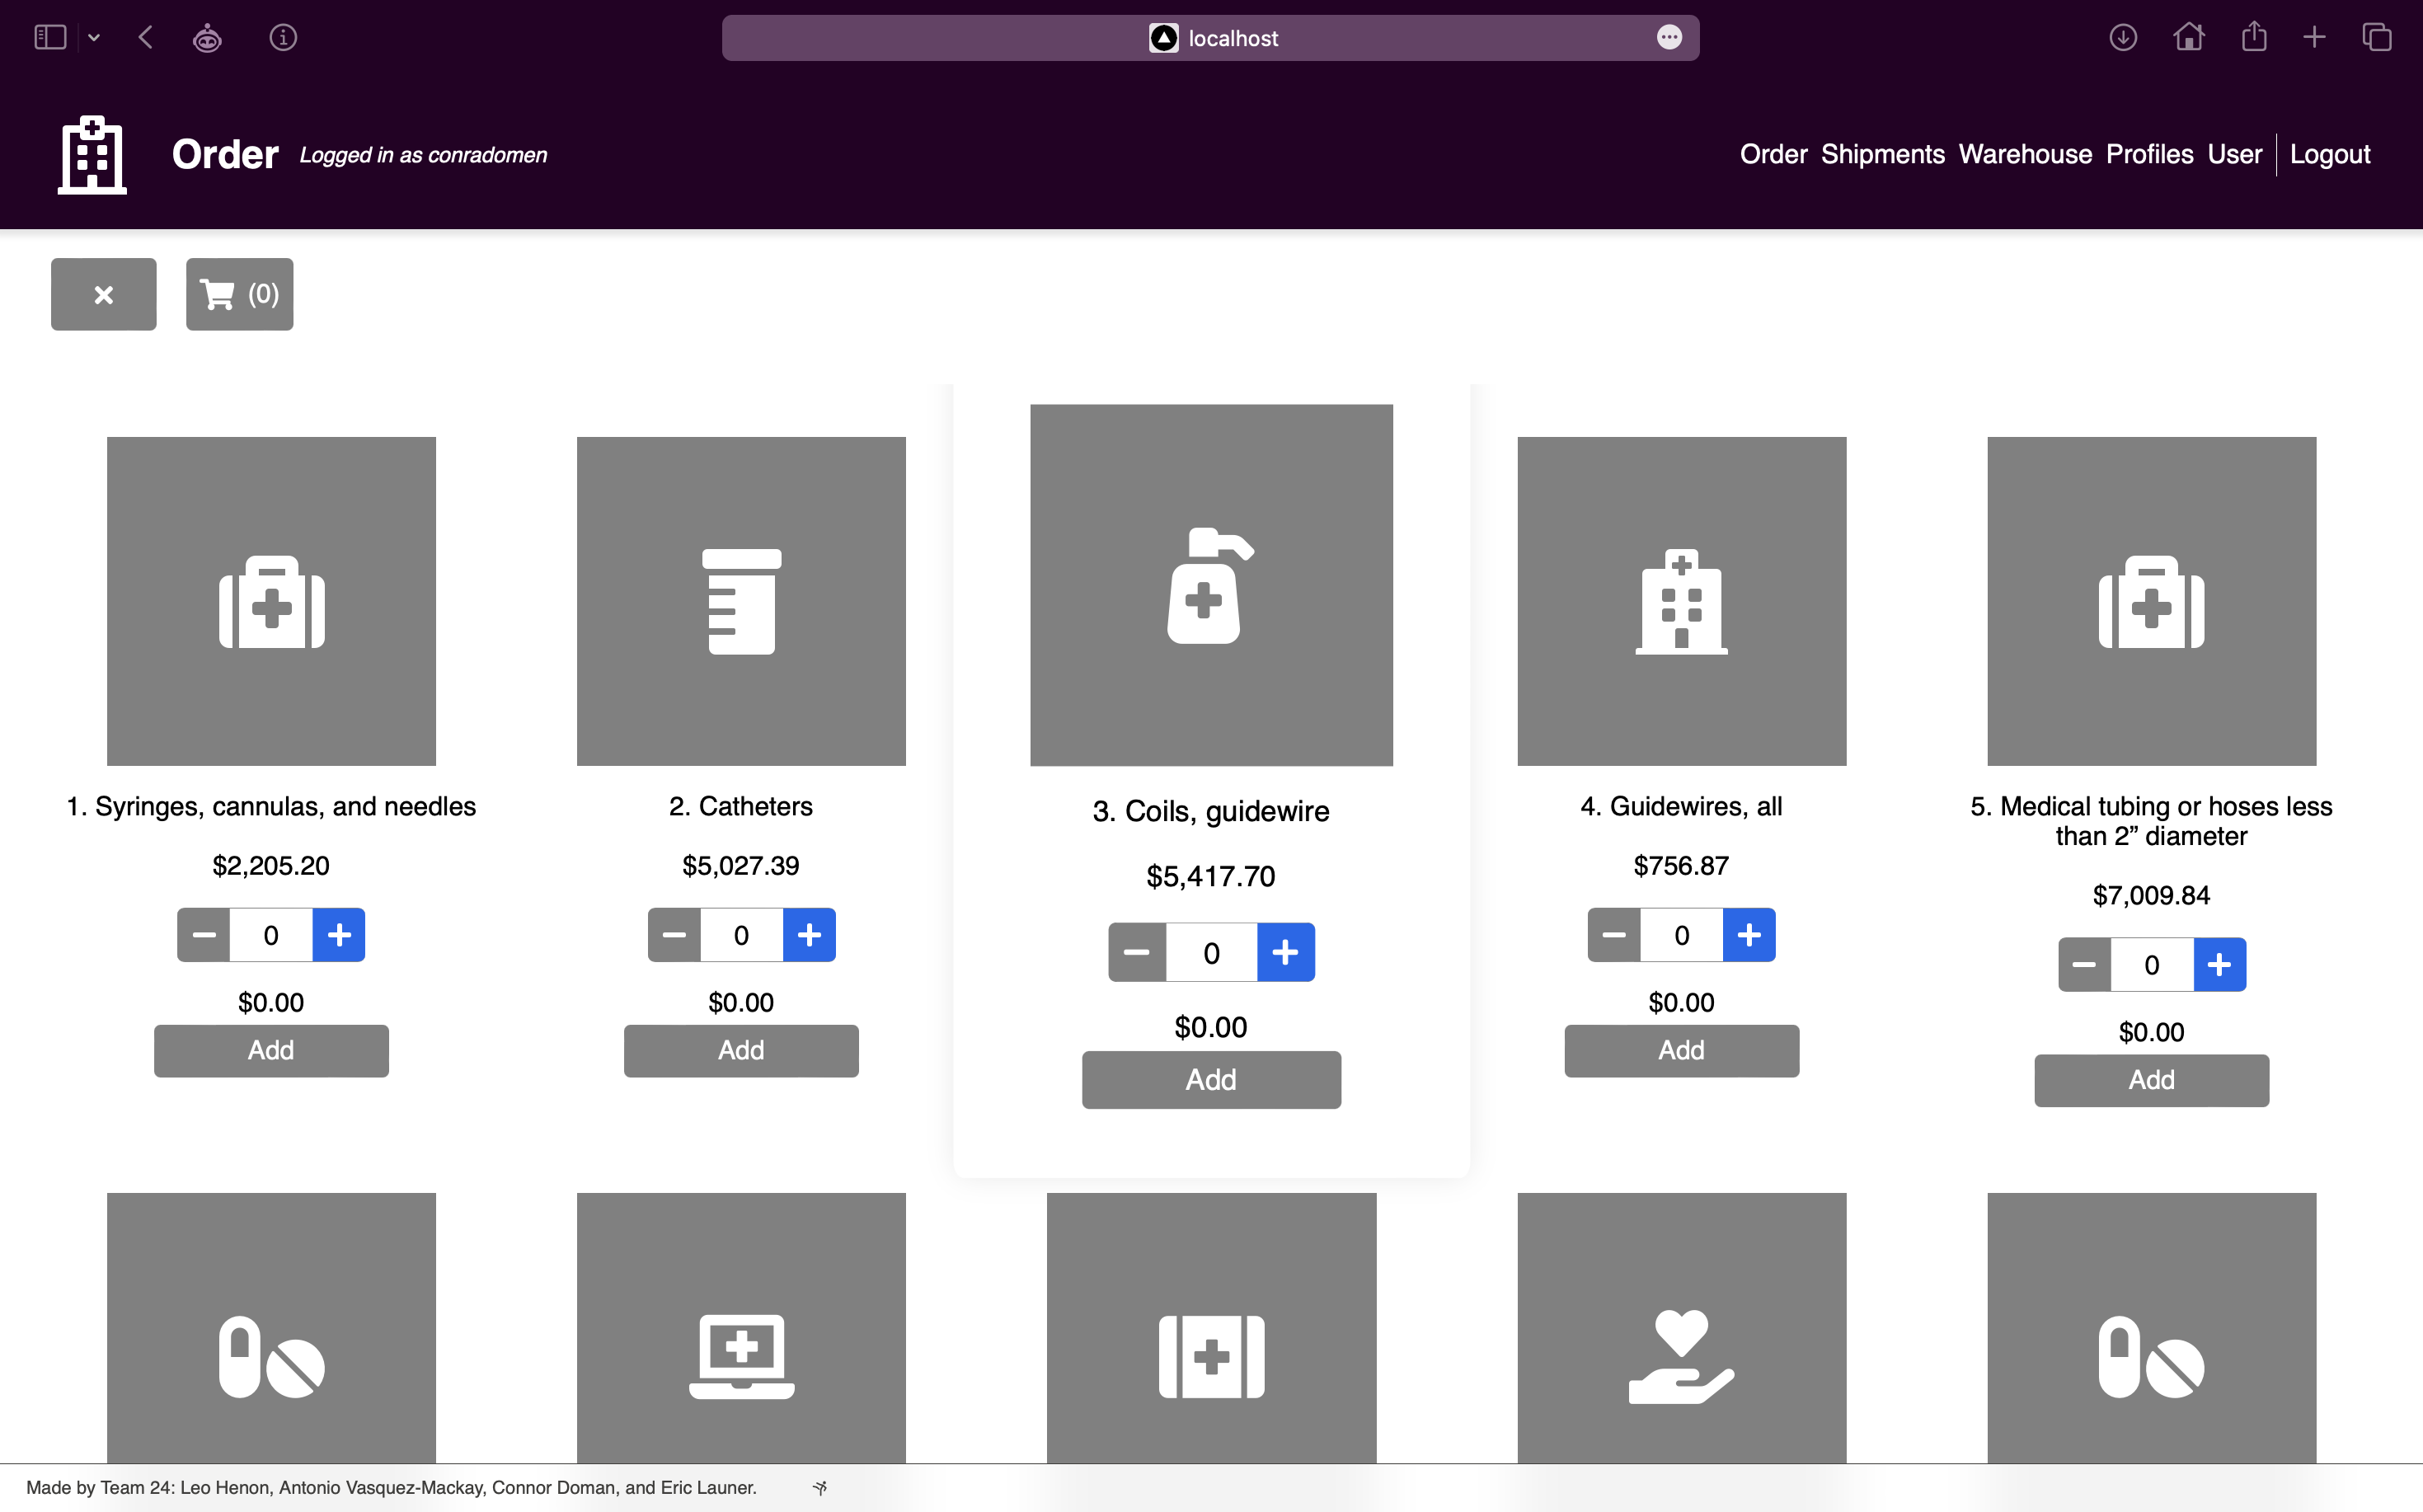 localhost
Order Logged in as conradomen
Order Shipments Warehouse Profiles User Logout
(0)
1. Syringes, cannulas, and needles
$2,205.20
0
$0.00
Add
2. Catheters
$5,027.39
0
$0.00
Add
3. Coils, guidewire
$5,417.70
0
$0.00
Add
4. Guidewires, all
$756.87
0
$0.00
Add
5. Medical tubing or hoses less
than 2” diameter
$7,009.84
0
$0.00
Add
Made by Team 24: Leo Henon, Antonio Vasquez-Mackay, Connor Doman, and Eric Launer.